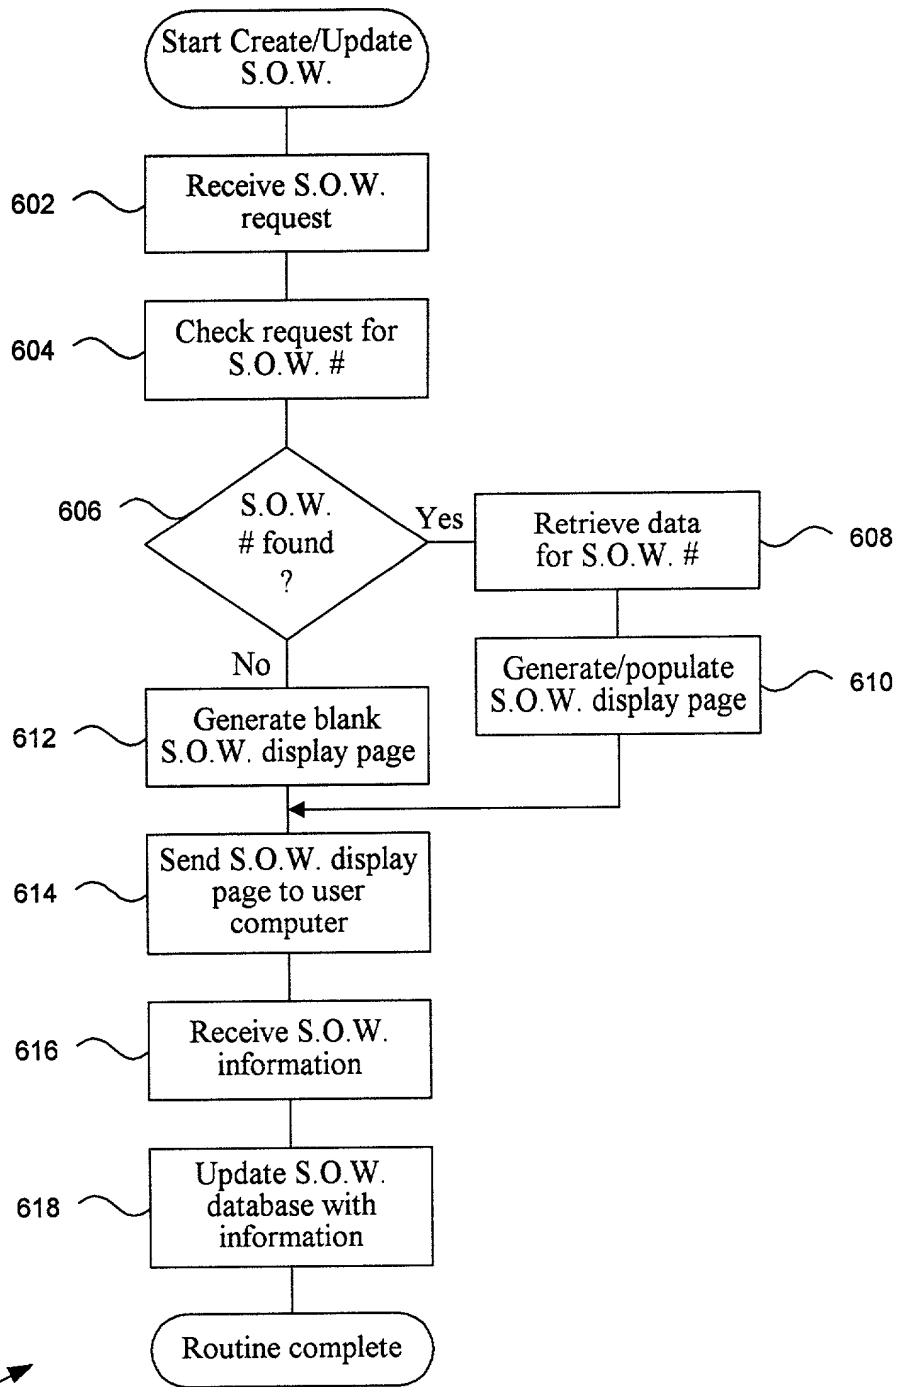 Start Create/Update
S.O.W.
602
Receive S.O.W.
request
604
Check request for
S.O.W. #
606
S.O.W.
# found
?
Yes
Retrieve data
for S.O.W. #
608
No
Generate/populate
S.O.W. display page
610
612
Generate blank
S.O.W. display page
614
Send S.O.W. display
page to user
computer
616
Receive S.O.W.
information
618
Update S.O.W.
database with
information
Routine complete